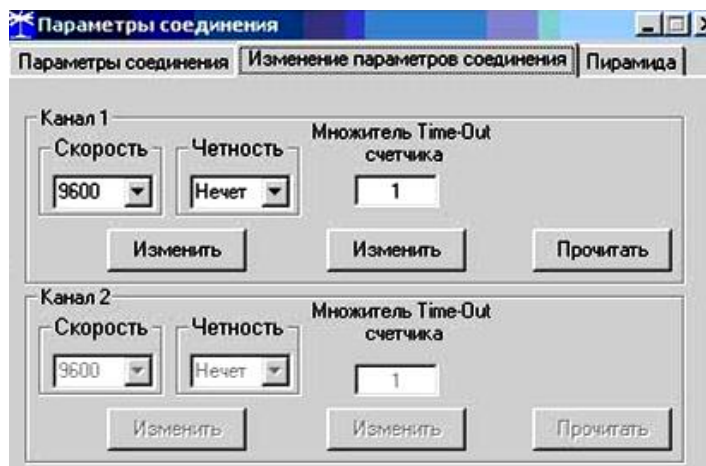 Параметры соединения
Параметры соединения Изменение параметров соединения Пирамида
Канал 1
Скорость Четность Множитель Time-Out
счетчика
9600 Нечет 1
Изменить Изменить Прочитать
Канал 2
Скорость Четность Множитель Time-Out
счетчика
9600 Нечет 1
Изменить Изменить Прочитать